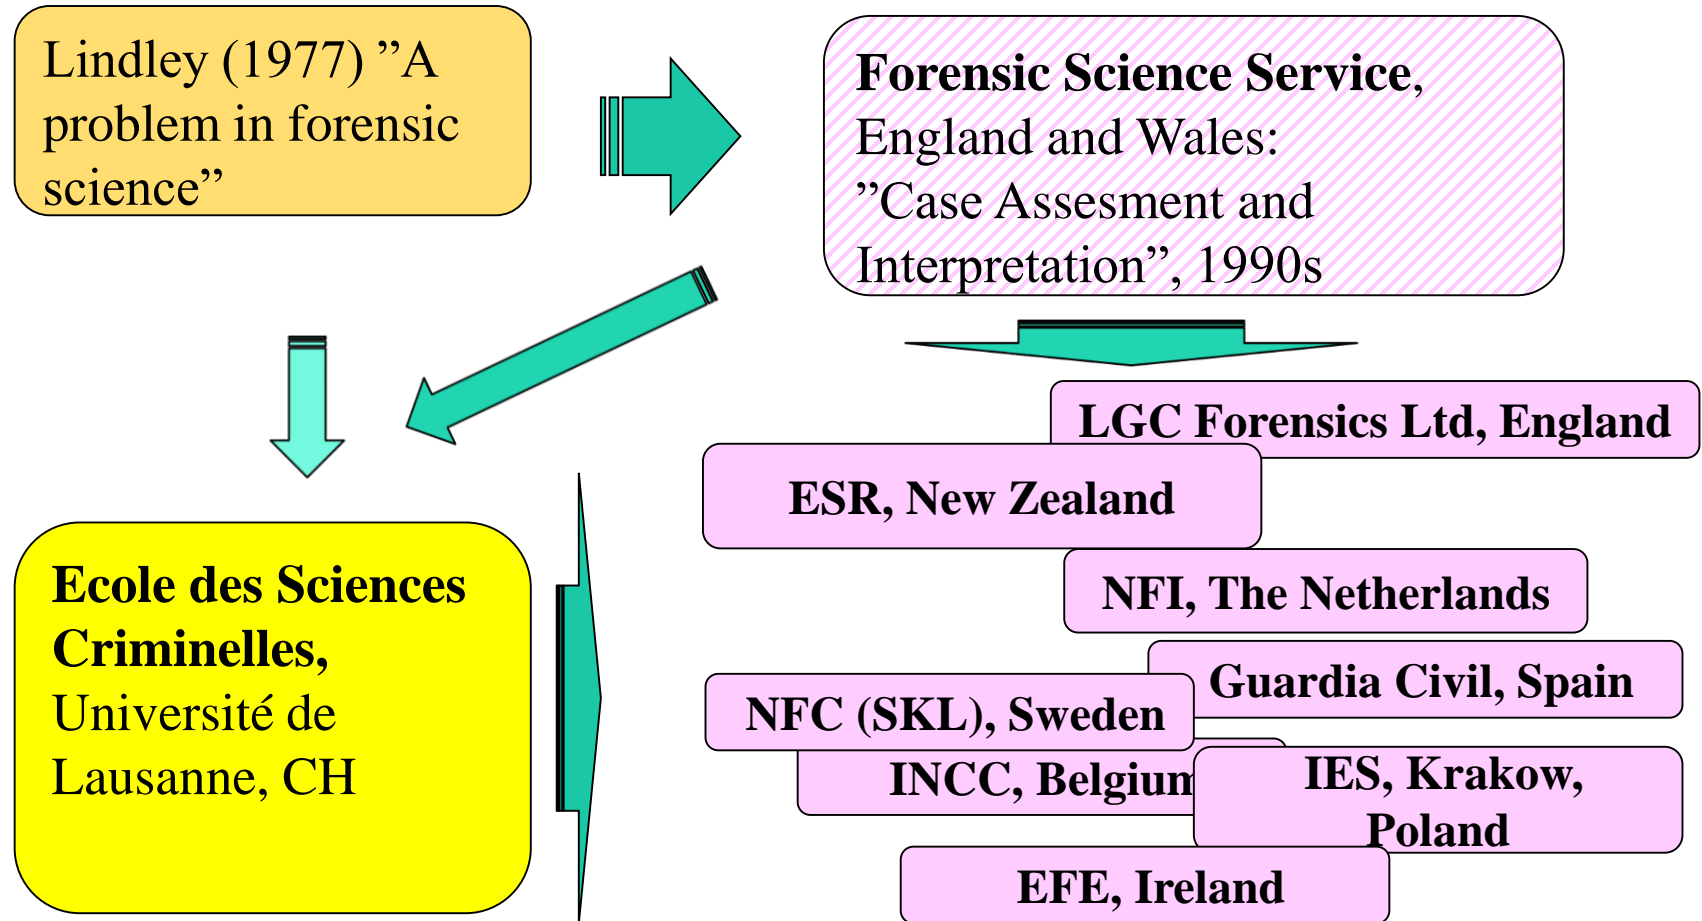 Lindley (1977) ”A
problem in forensic
science”
Forensic Science Service,
England and Wales:
”Case Assesment and
Interpretation”, 1990s
LGC Forensics Ltd, England
ESR, New Zealand
NFI, The Netherlands
Guardia Civil, Spain
NFC (SKL), Sweden
INCC, Belgium
IES, Krakow,
Poland
EFE, Ireland
Ecole des Sciences
Criminelles,
Université de
Lausanne, CH